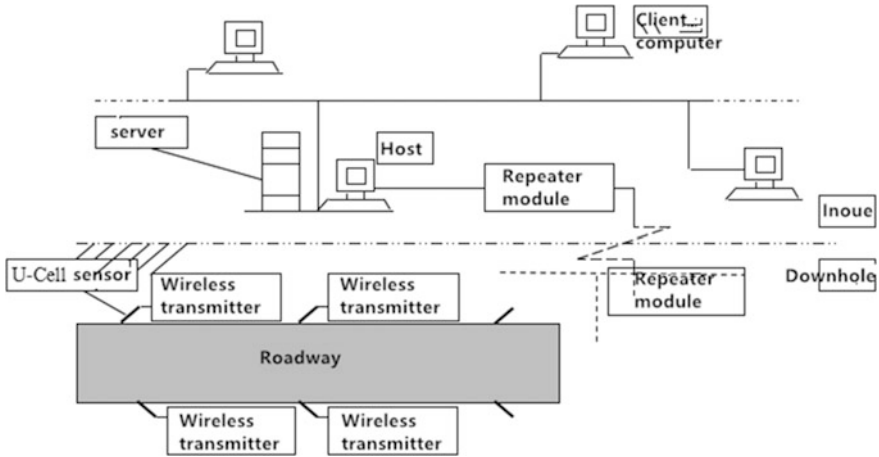 Client
computer
server
Host
Repeater
module
Inoue
U-Cell sensor
Wireless
transmitter
Wireless
transmitter
Repeater
module
Downhole
Roadway
Wireless
transmitter
Wireless
transmitter